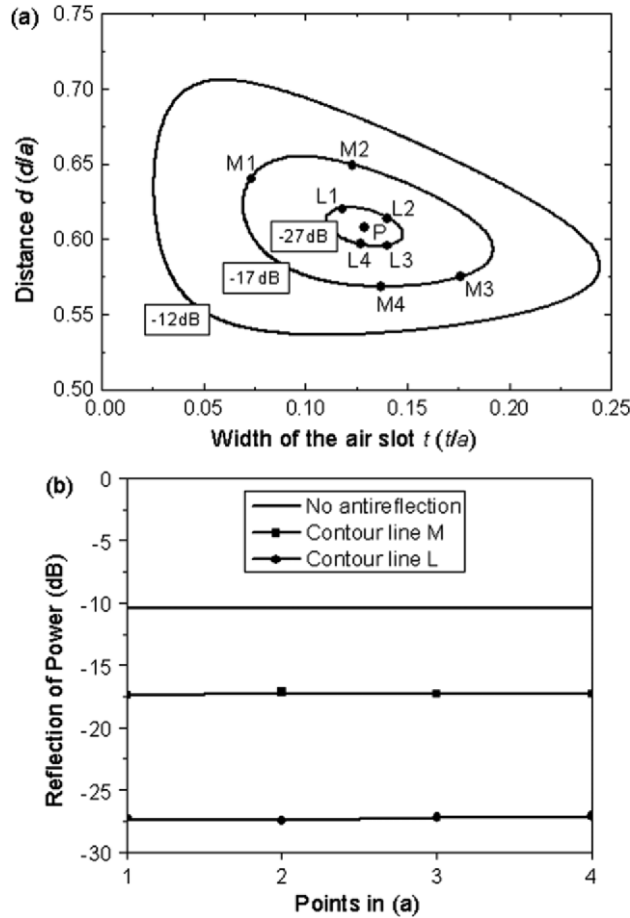 (a)
0.75
0.70
0.65
0.60
0.55
0.50
Distance d (d/a)
M1
M2
L1
L2
P
-27dB
L4
L3
-17dB
M4
M3
-12dB
0.00
0.05
0.10
0.15
0.20
0.25
Width of the air slot t (t/a)
(b)
0
-5
-10
-15
-20
-25
-30
Reflection of Power (dB)
No antireflection
Contour line M
Contour line L
1
2
3
4
Points in (a)